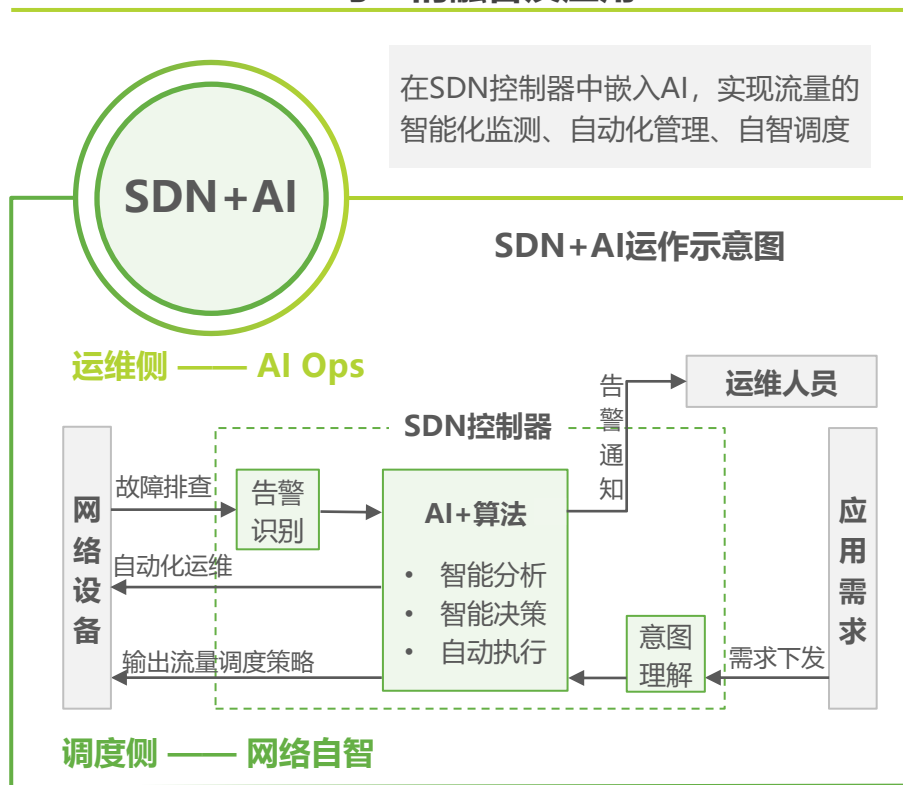 在SDN控制器中嵌入AI，实现流量的
智能化监测、自动化管理、自智调度
SDN+AI
SDN+AI运作示意图
运维侧 —— AI Ops
告警通知
运维人员
SDN控制器
网络设备
故障排查
告警
识别
AI+算法
• 智能分析
• 智能决策
• 自动执行
自动化运维
输出流量调度策略
意图
理解
需求下发
应用需求
调度侧 —— 网络自智